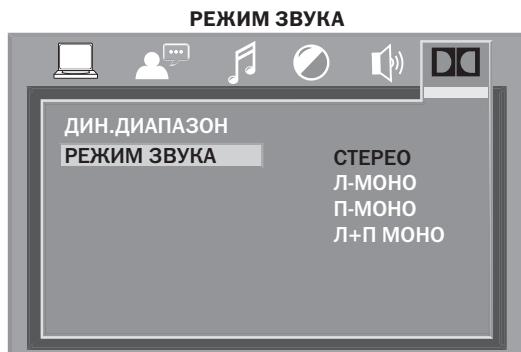 РЕЖИМ ЗВУКА
ДИН.ДИАПАЗОН
РЕЖИМ ЗВУКА
СТЕРЕО
Л-МОНО
П-МОНО
Л+П МОНО